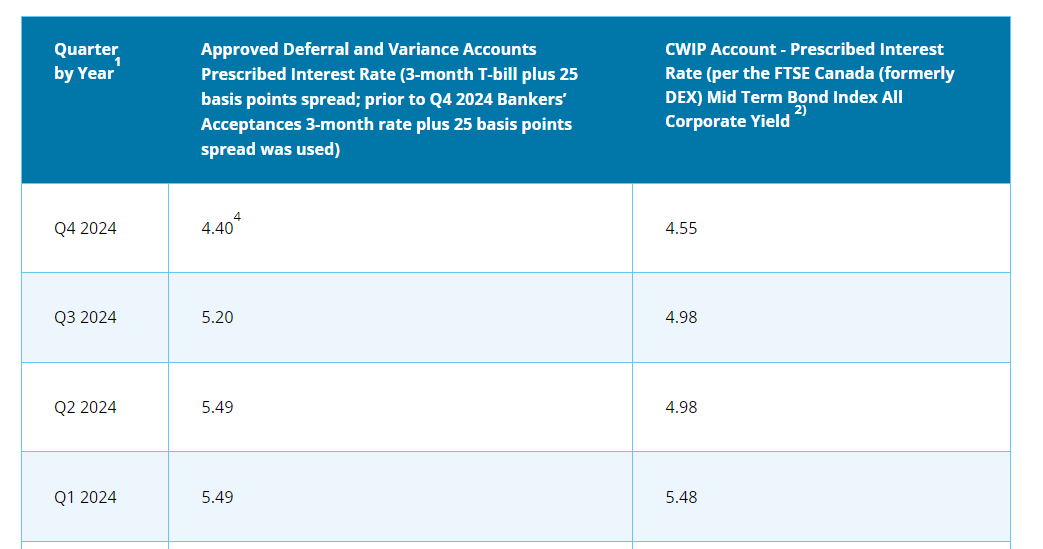 Quarter
by Year1
Approved Deferral and Variance Accounts
Prescribed Interest Rate (3-month T-bill plus 25
basis points spread; prior to Q4 2024 Bankers’
Acceptances 3-month rate plus 25 basis points
spread was used)
CWIP Account - Prescribed Interest
Rate (per the FTSE Canada (formerly
DEX) Mid Term Bond Index All
Corporate Yield 2)
Q4 2024 4.404 4.55
Q3 2024 5.20 4.98
Q2 2024 5.49 4.98
Q1 2024 5.49 5.48